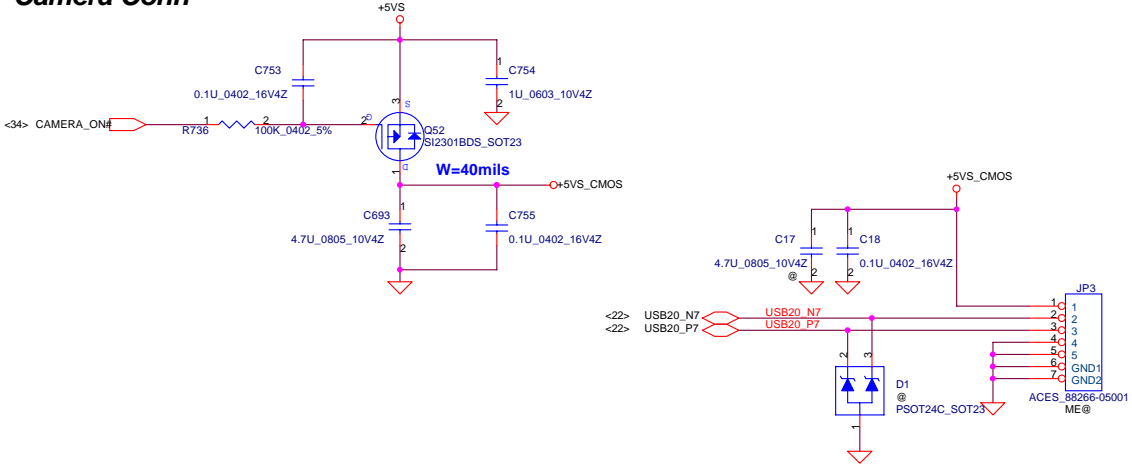 Camera Conn
+5VS
C753
0.1U_0402_16V4Z
1
C754
1U_0603_10V4Z
2
<34> CAMERA_ON#
1
R736
2
100K_0402_5%
2
G
3
S
Q52
SI2301BDS_SOT23
D
1
W=40mils
+5VS_CMOS
1
C693
4.7U_0805_10V4Z
2
C755
0.1U_0402_16V4Z
+5VS_CMOS
1
C17
4.7U_0805_10V4Z
@
2
1
C18
0.1U_0402_16V4Z
2
<22> USB20_N7
USB20_N7
<22> USB20_P7
USB20_P7
2
3
D1
@
PSOT24C_SOT23
1
JP3
1 1
2 2
3 3
4 4
5 5
6 GND1
7 GND2
ACES_88266-05001
ME@